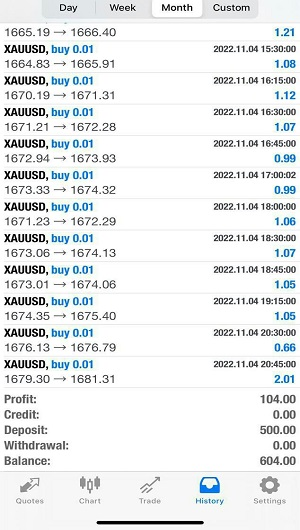 Day Week Month Custom
1665.19 → 1666.40 1.21
XAUUSD, buy 0.01 2022.11.04 15:30:00
1664.83 → 1665.91 1.08
XAUUSD, buy 0.01 2022.11.04 16:15:00
1670.19 → 1671.31 1.12
XAUUSD, buy 0.01 2022.11.04 16:30:00
1671.21 → 1672.28 1.07
XAUUSD, buy 0.01 2022.11.04 16:45:00
1672.94 → 1673.93 0.99
XAUUSD, buy 0.01 2022.11.04 17:00:02
1673.33 → 1674.32 0.99
XAUUSD, buy 0.01 2022.11.04 18:00:00
1671.23 → 1672.29 1.06
XAUUSD, buy 0.01 2022.11.04 18:30:00
1673.06 → 1674.13 1.07
XAUUSD, buy 0.01 2022.11.04 18:45:00
1673.01 → 1674.06 1.05
XAUUSD, buy 0.01 2022.11.04 19:15:00
1674.35 → 1675.40 1.05
XAUUSD, buy 0.01 2022.11.04 20:30:00
1676.13 → 1676.79 0.66
XAUUSD, buy 0.01 2022.11.04 20:45:00
1679.30 → 1681.31 2.01
Profit: 104.00
Credit: 0.00
Deposit: 500.00
Withdrawal: 0.00
Balance: 604.00
Quotes Chart Trade History Settings